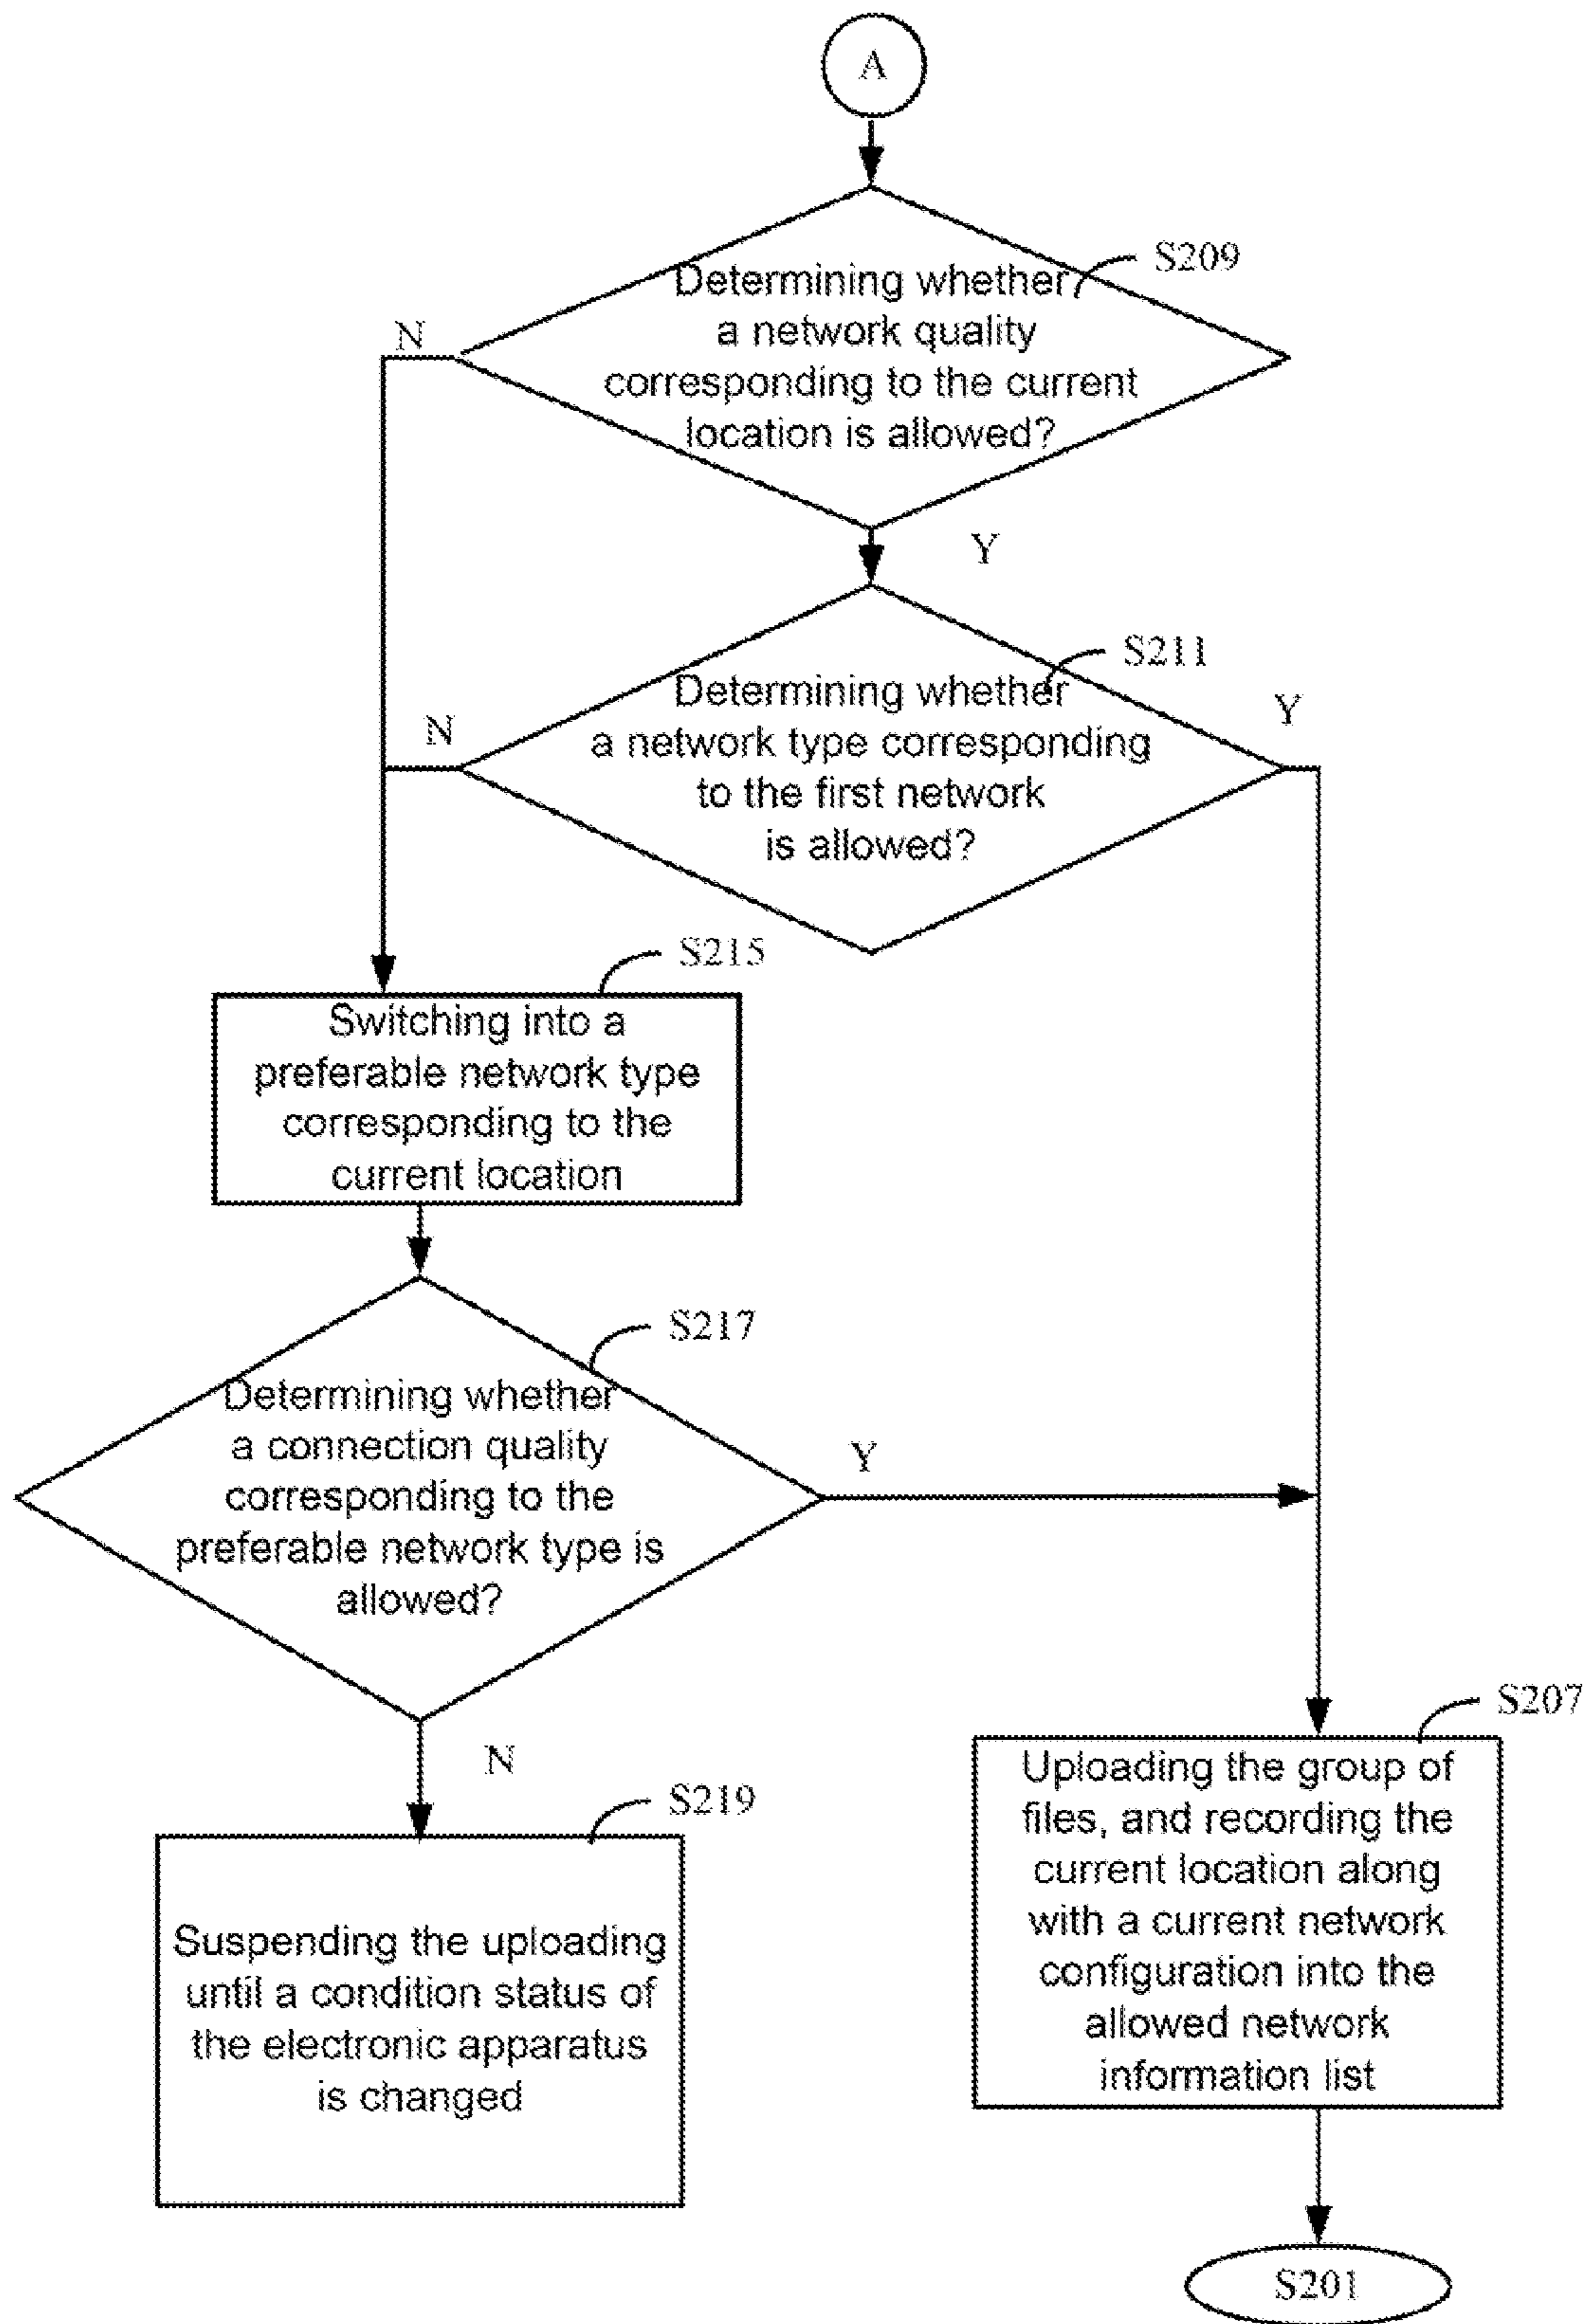 A
S209
Determining whether
a network quality
corresponding to the current
location is allowed?
N
Y
S211
Determining whether
a network type corresponding
to the first network
is allowed?
N
Y
S215
Switching into a
preferable network type
corresponding to the
current location
S217
Determining whether
a connection quality
corresponding to the
preferable network type is
allowed?
Y
N
S219
Suspending the uploading
until a condition status of
the electronic apparatus
is changed
S207
Uploading the group of
files, and recording the
current location along
with a current network
configuration into the
allowed network
information list
S201